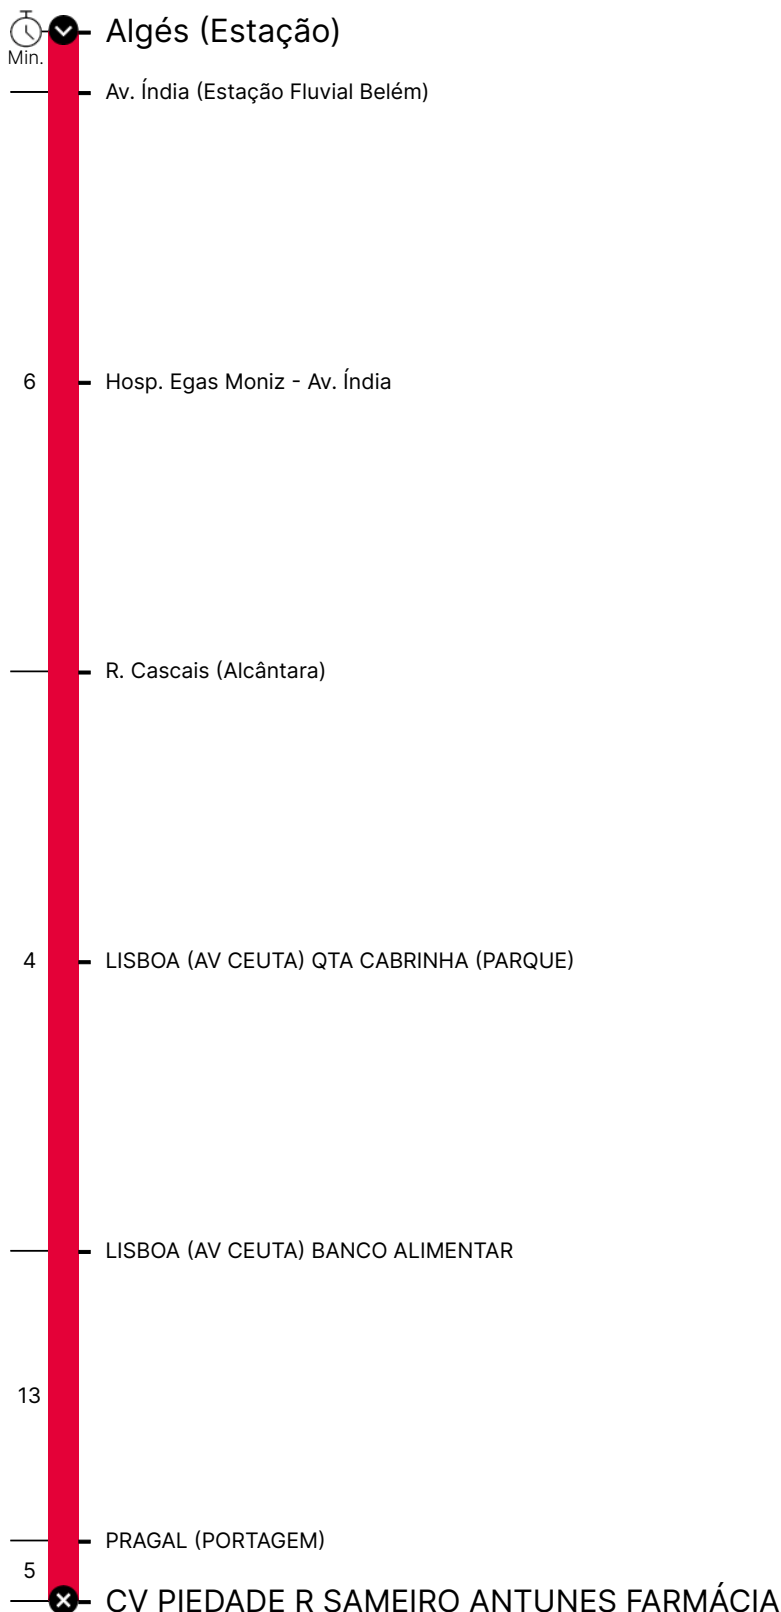 Algés (Estação)
Min.
Av. Índia (Estação Fluvial Belém)
6 Hosp. Egas Moniz - Av. Índia
R. Cascais (Alcântara)
4 LISBOA (AV CEUTA) QTA CABRINHA (PARQUE)
LISBOA (AV CEUTA) BANCO ALIMENTAR
13
PRAGAL (PORTAGEM)
5
CV PIEDADE R SAMEIRO ANTUNES FARMÁCIA